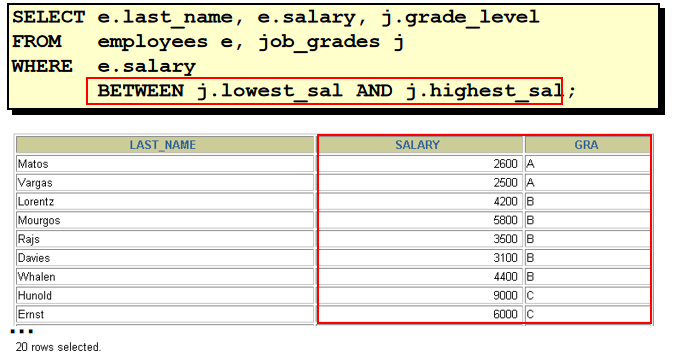 SELECT e.last_name, e.salary, j.grade_level
FROM employees e, job_grades j
WHERE e.salary
BETWEEN j.lowest_sal AND j.highest_sal;
LAST_NAME SALARY GRA
Matos 2600 A
Vargas 2500 A
Lorentz 4200 B
Mourgos 5800 B
Rajs 3500 B
Davies 3100 B
Whalen 4400 B
Hunold 9000 C
Ernst 6000 C
...
20 rows selected.